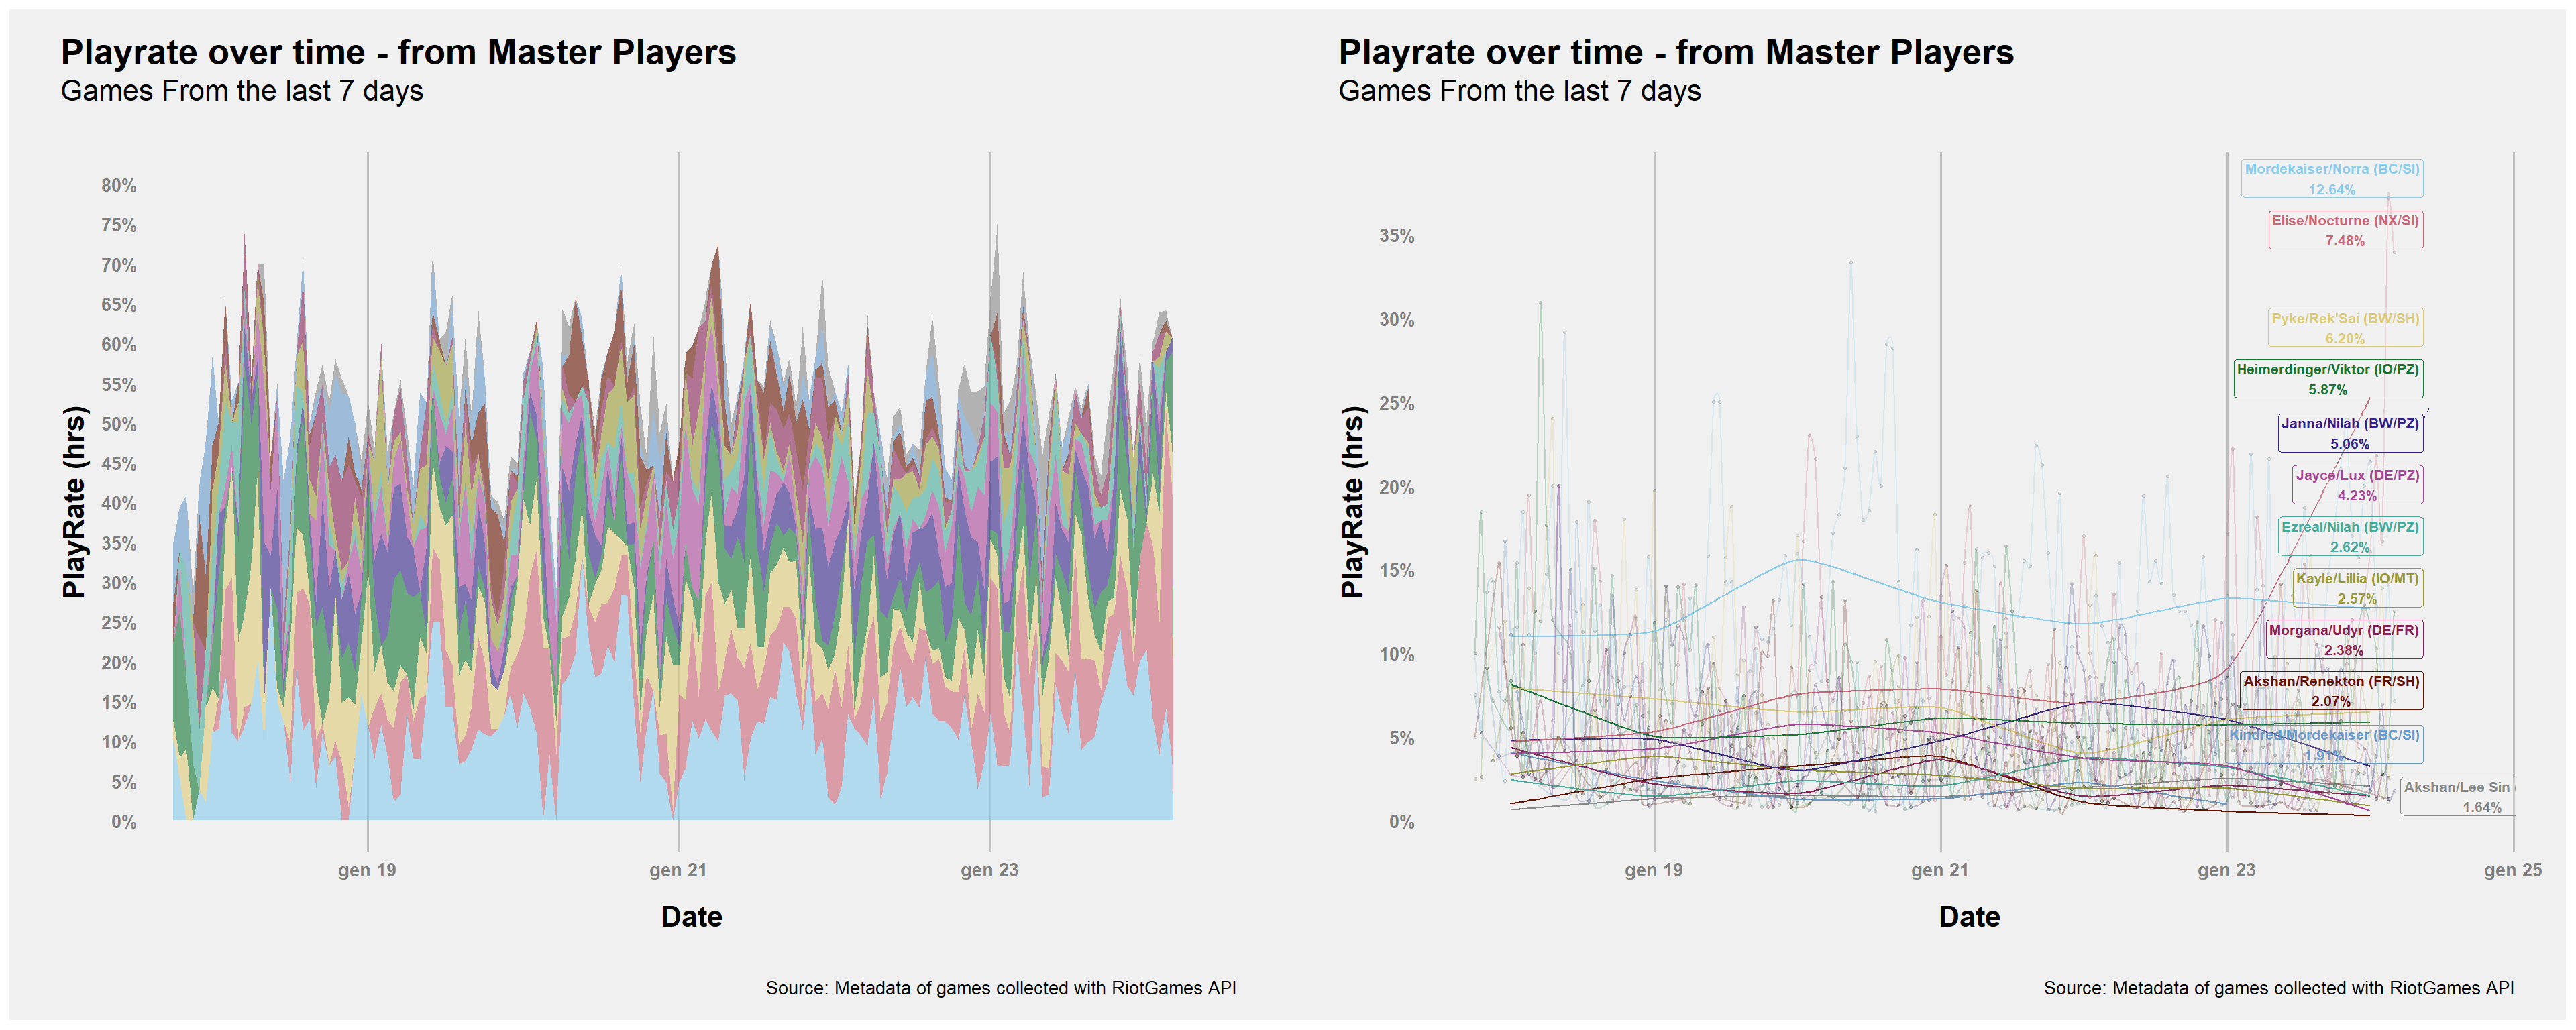 Playrate over time - from Master Players
Games From the last 7 days
PlayRate (hrs)
80%
75%
70%
65%
60%
55%
50%
45%
40%
35%
30%
25%
20%
15%
10%
5%
0%
gen 19
gen 21
gen 23
Date
Source: Metadata of games collected with RiotGames API
Playrate over time - from Master Players
Games From the last 7 days
PlayRate (hrs)
35%
30%
25%
20%
15%
10%
5%
0%
Mordekaiser/Norra (BC/SI)
12.64%
Elise/Nocturne (NX/SI)
7.48%
Pyke/Rek'Sai (BW/SH)
6.20%
Heimerdinger/Viktor (IO/PZ)
5.87%
Janna/Nilah (BW/PZ)
5.06%
Jayce/Lux (DE/PZ)
4.23%
Ezreal/Nilah (BW/PZ)
2.62%
Kayle/Lillia (IO/MT)
2.57%
Morgana/Udyr (DE/FR)
2.38%
Akshan/Renekton (FR/SH)
2.07%
Kindred/Mordekaiser (BC/SI)
1.91%
Akshan/Lee Sin
1.64%
gen 19
gen 21
gen 23
gen 25
Date
Source: Metadata of games collected with RiotGames API